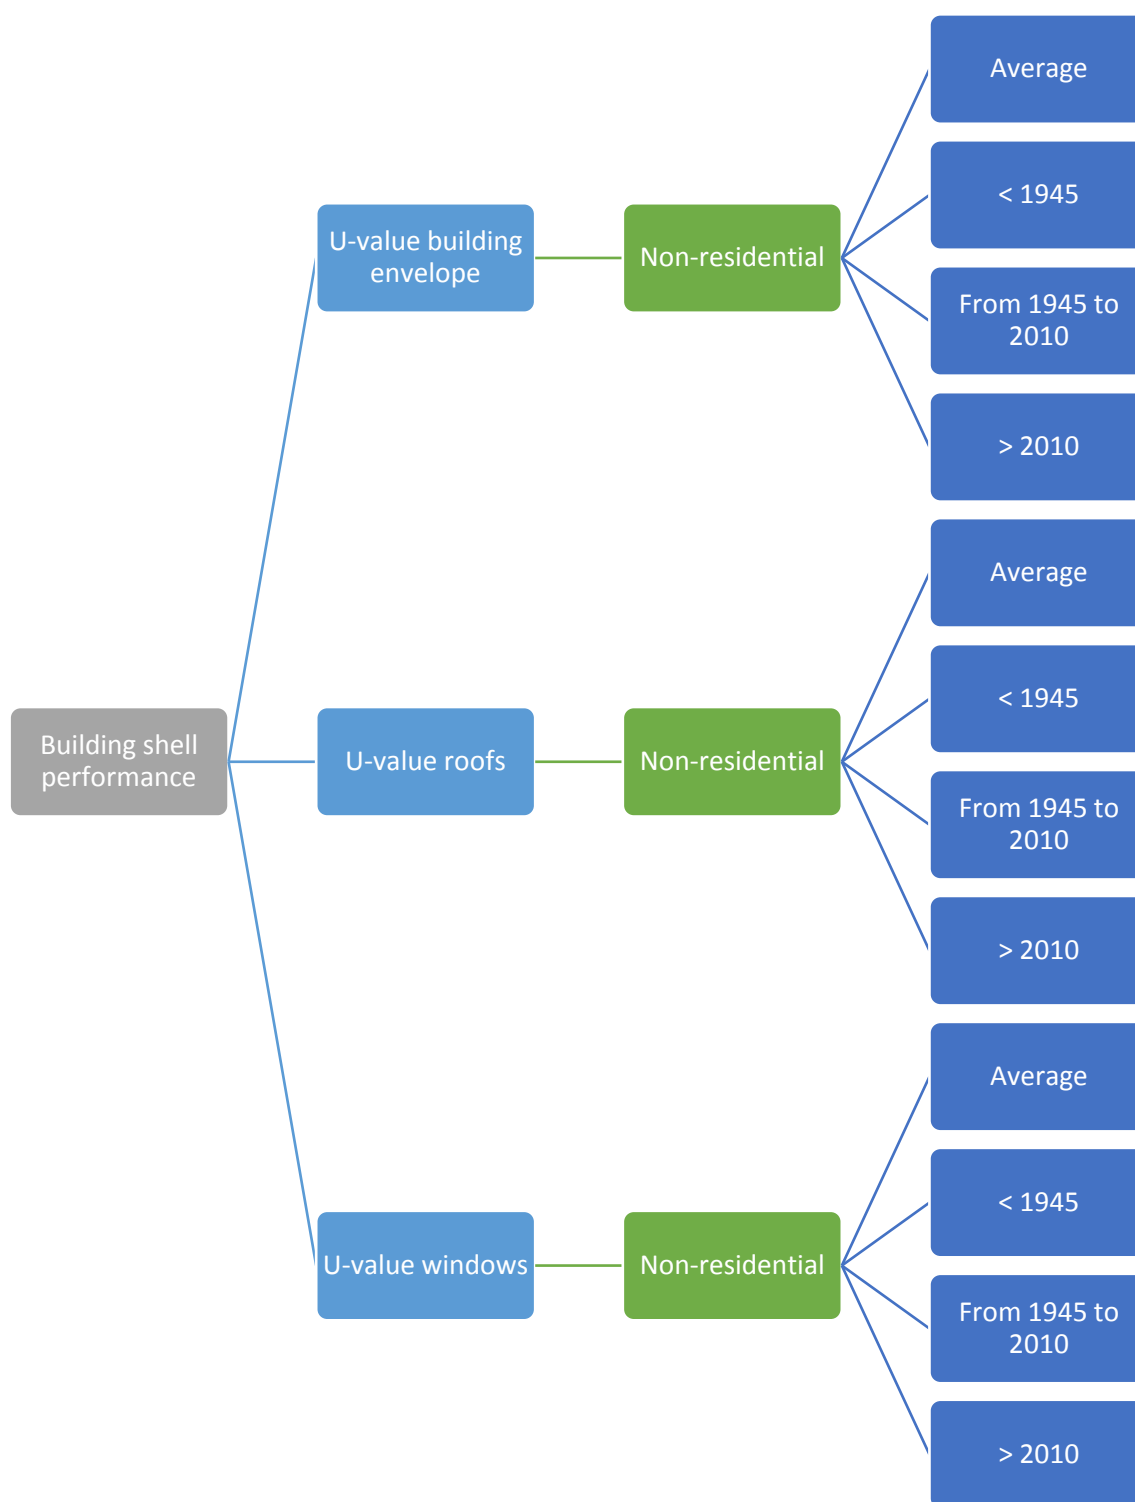 Building shell
performance
U-value building
envelope
Non-residential
Average
< 1945
From 1945 to
2010
> 2010
U-value roofs
Non-residential
Average
< 1945
From 1945 to
2010
> 2010
U-value windows
Non-residential
Average
< 1945
From 1945 to
2010
> 2010